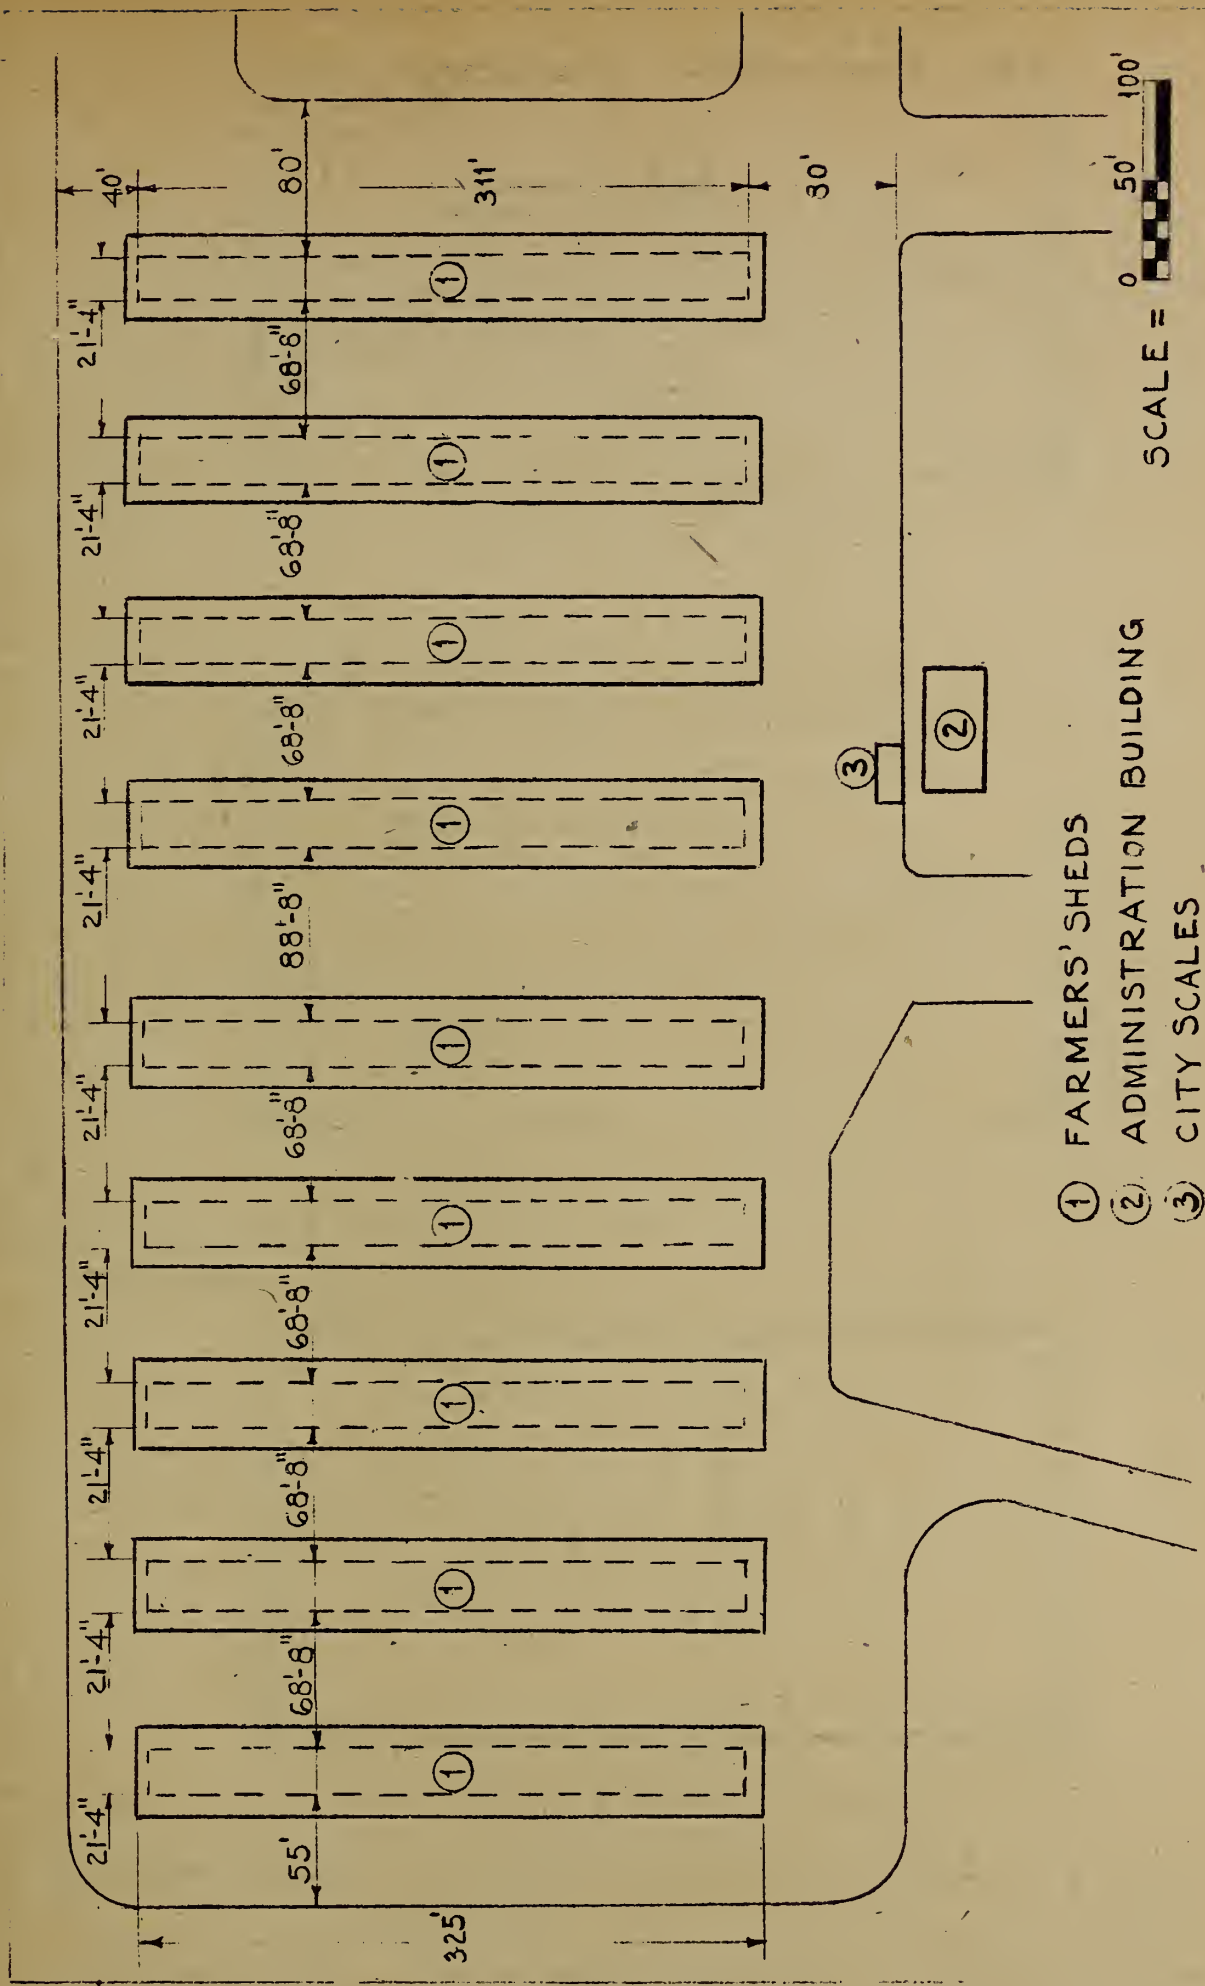 21'-4" 21'-4" 21'-4" 21'-4" 21'-4" 21'-4" 21'-4" 21'-4" 21'-4" 40'
55' 68'-8" 68'-8" 68'-8" 68'-8" 88'-8" 68'-8" 68'-8" 68'-8" 80'
325' ① ① ① ① ① ① ① ① ① 311'
80'
③
②
① FARMERS' SHEDS
② ADMINISTRATION BUILDING
③ CITY SCALES
0 50' 100'
SCALE =